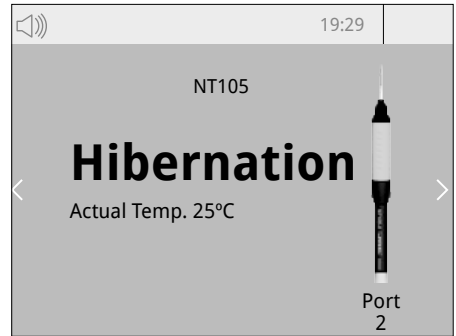 19:29
NT105
Hibernation
Actual Temp. 25ºC
Port
2